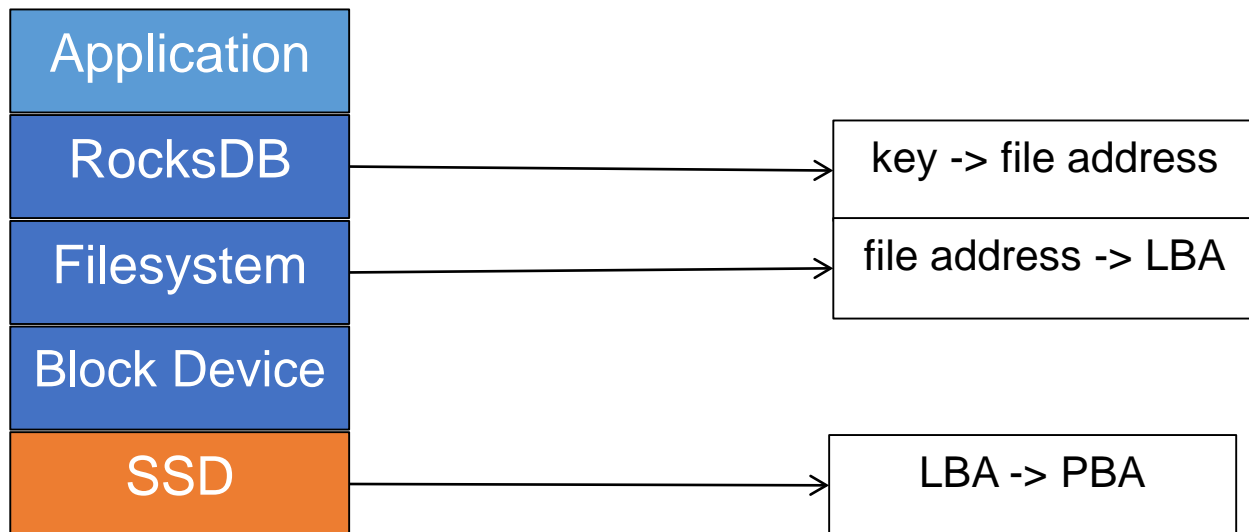 Application
RocksDB
key -> file address
Filesystem
file address -> LBA
Block Device
SSD
LBA -> PBA